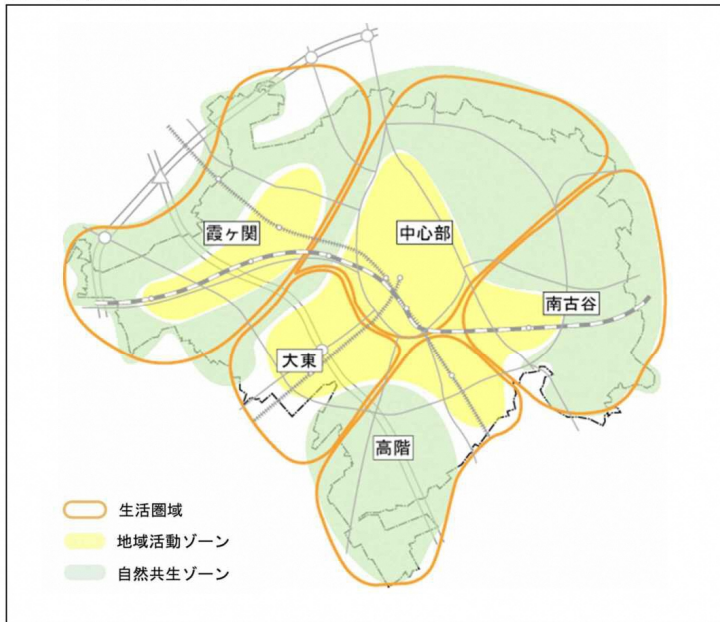 霞ヶ関
中心部
南古谷
大東
高階
生活圏域
地域活動ゾーン
自然共生ゾーン